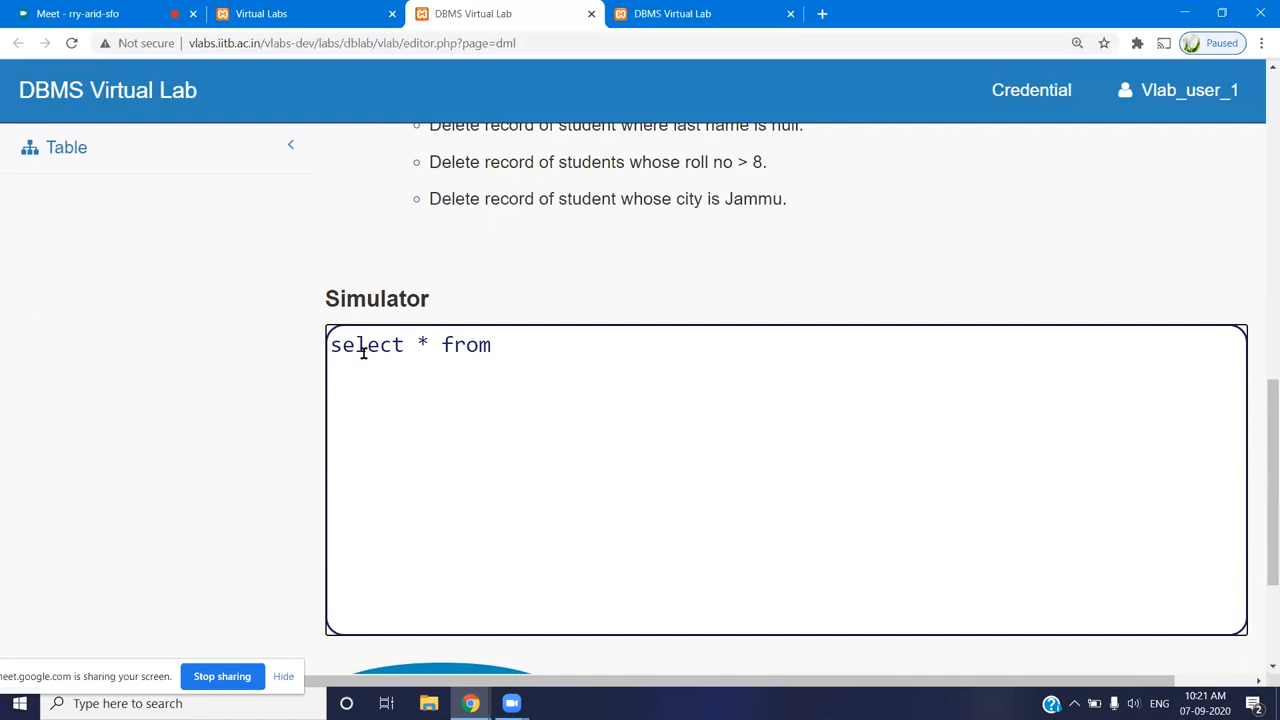 Meet - rry-arid-sfo
Virtual Labs
DBMS Virtual Lab
DBMS Virtual Lab
Not secure
vlabs.iitb.ac.in/vlabs-dev/labs/dblab/vlab/editor.php?page=dml
Paused
DBMS Virtual Lab
Credential
Vlab_user_1
Table
Delete record of student where last name is null.
Delete record of students whose roll no > 8.
Delete record of student whose city is Jammu.
Simulator
select * from
neet.google.com is sharing your screen.
Stop sharing
Hide
Type here to search
ENG
10:21 AM
07-09-2020
2